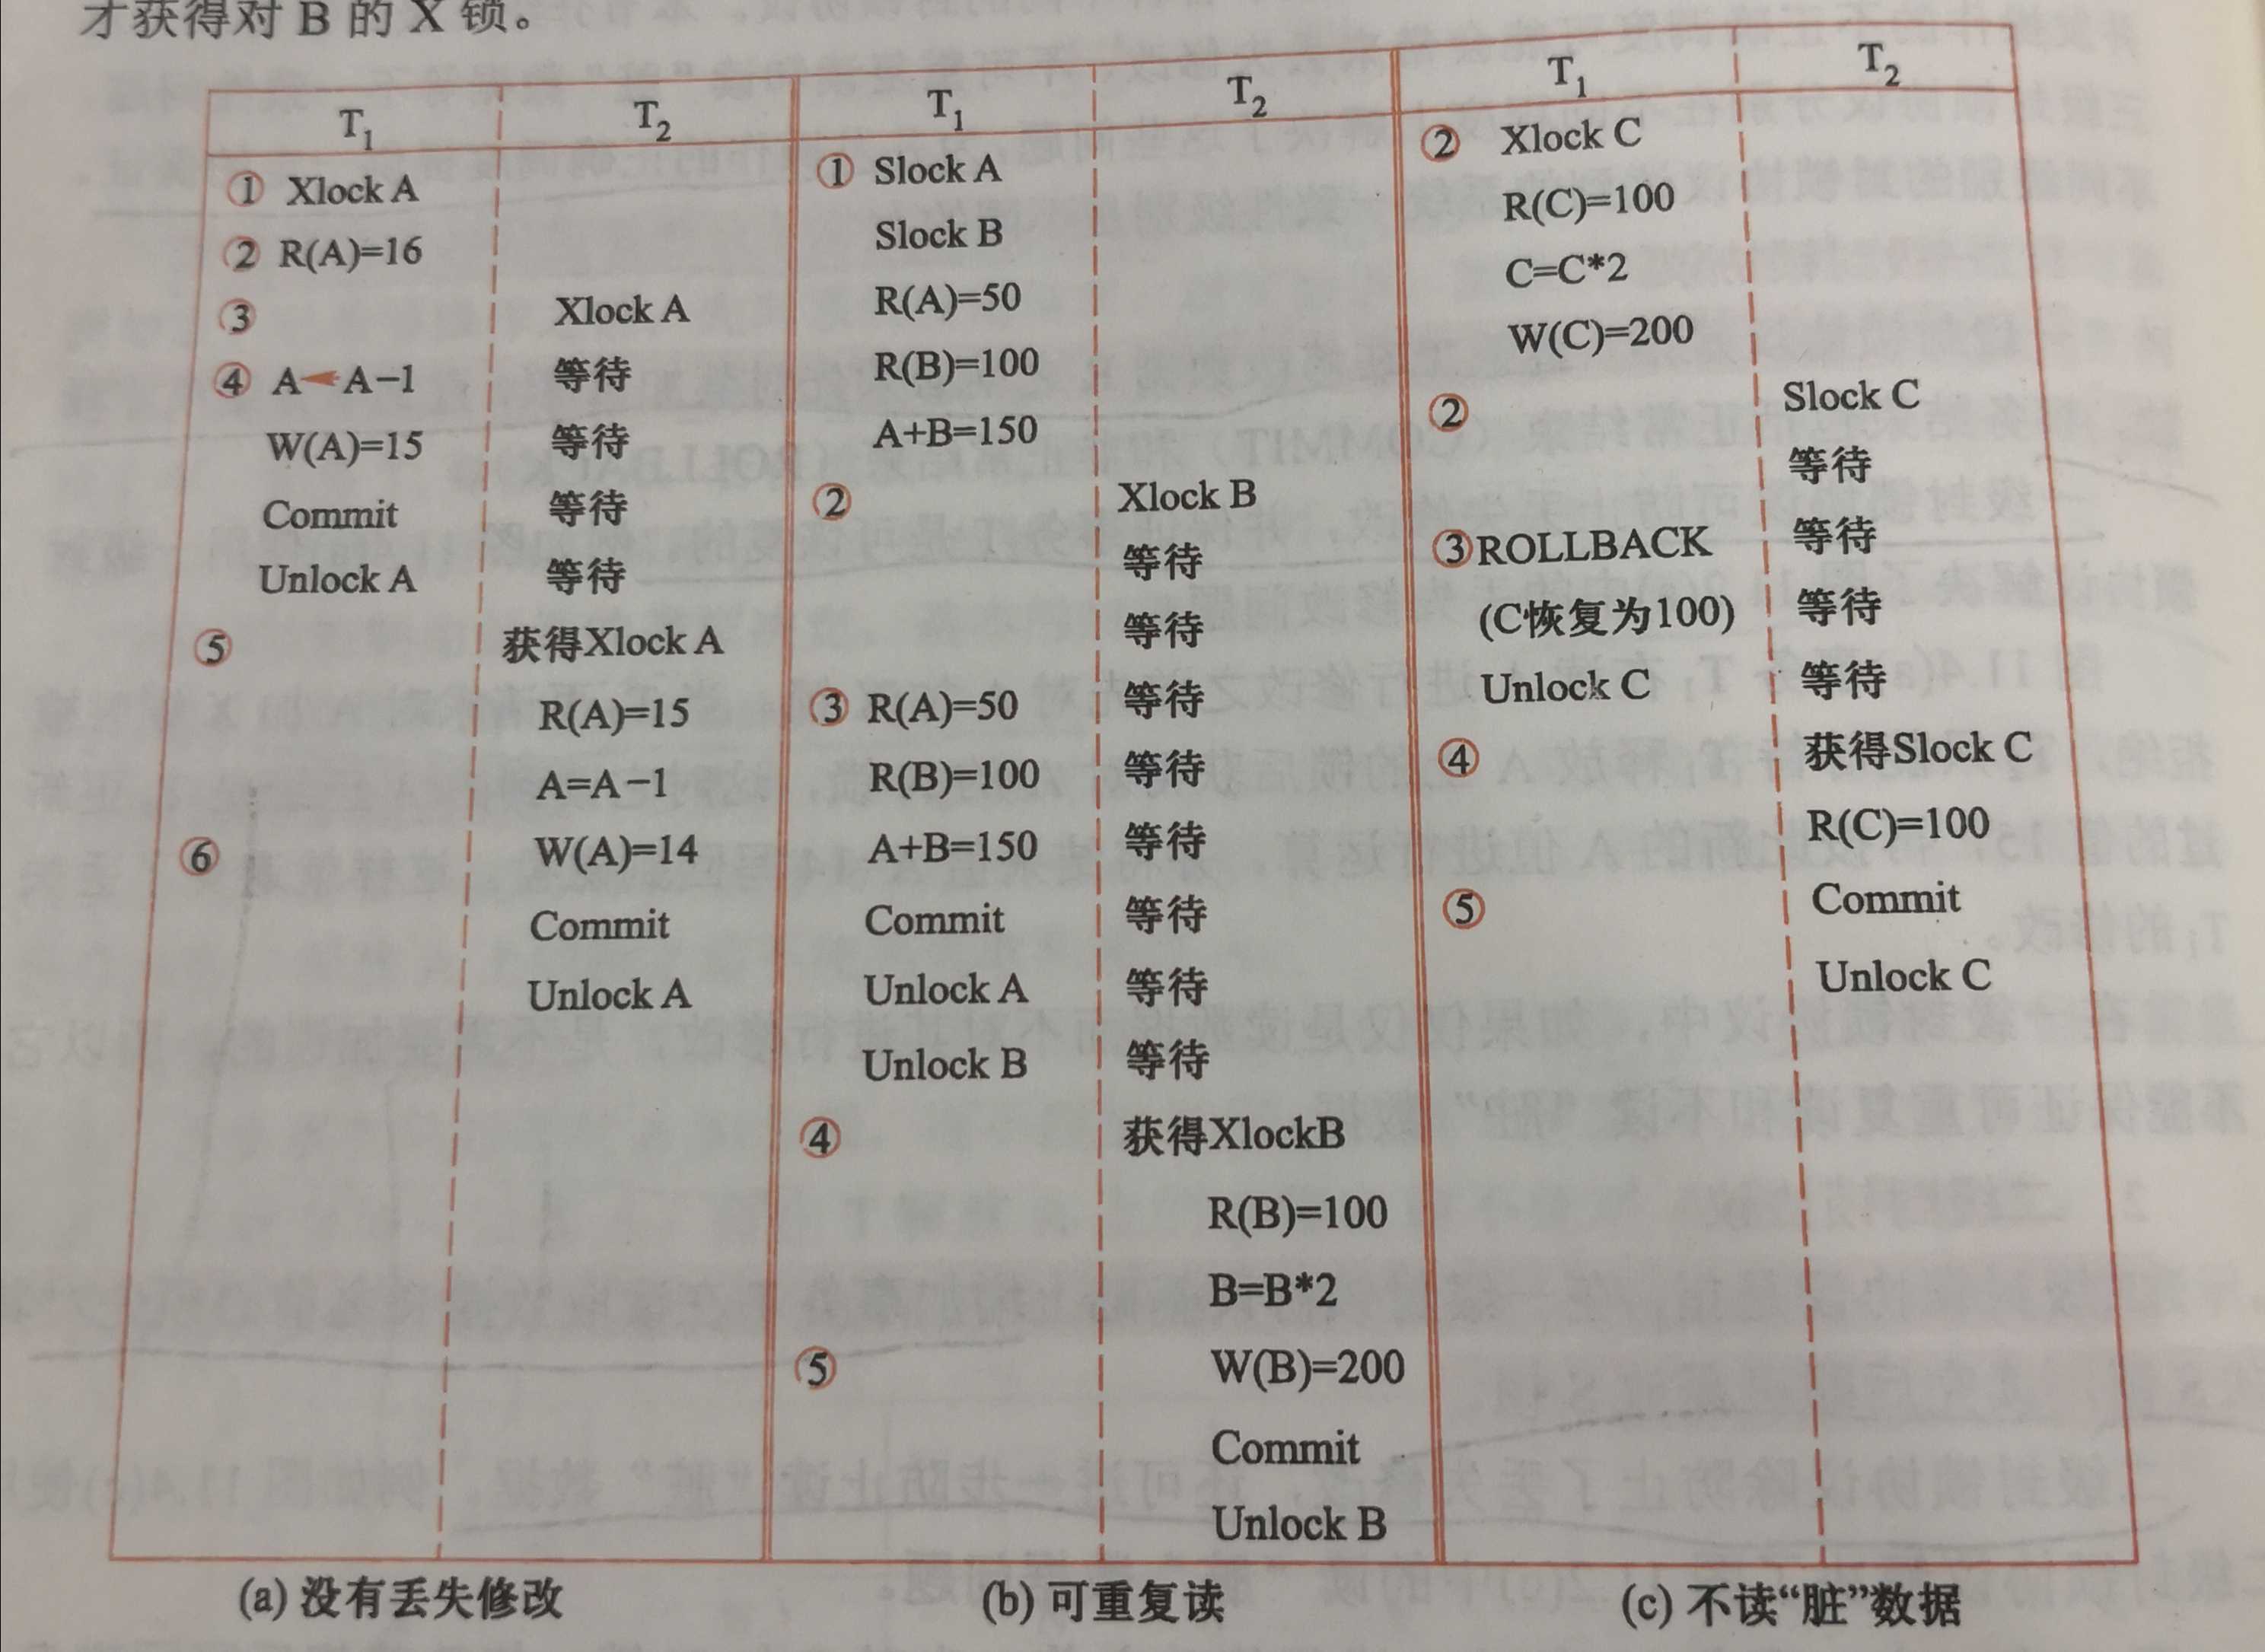 才获得对 B 的 X 锁。
T₁ T₂ T₁ T₂ T₁ T₂
① Xlock A
② R(A)=16
③ Xlock A
④ A←A−1 等待
W(A)=15 等待
Commit 等待
Unlock A 等待
⑤ 获得Xlock A
R(A)=15
A=A−1
⑥ W(A)=14
Commit
Unlock A
(a) 没有丢失修改
① Slock A
Slock B
R(A)=50
R(B)=100
A+B=150
② Xlock B
等待
等待
③ R(A)=50 等待
R(B)=100 等待
A+B=150 等待
Commit 等待
Unlock A 等待
Unlock B 等待
④ 获得XlockB
R(B)=100
B=B*2
⑤ W(B)=200
Commit
Unlock B
(b) 可重复读
② Xlock C
R(C)=100
C=C*2
W(C)=200
② Slock C
等待
③ ROLLBACK 等待
(C恢复为100) 等待
Unlock C 等待
④ 获得Slock C
R(C)=100
⑤ Commit
Unlock C
(c) 不读“脏”数据